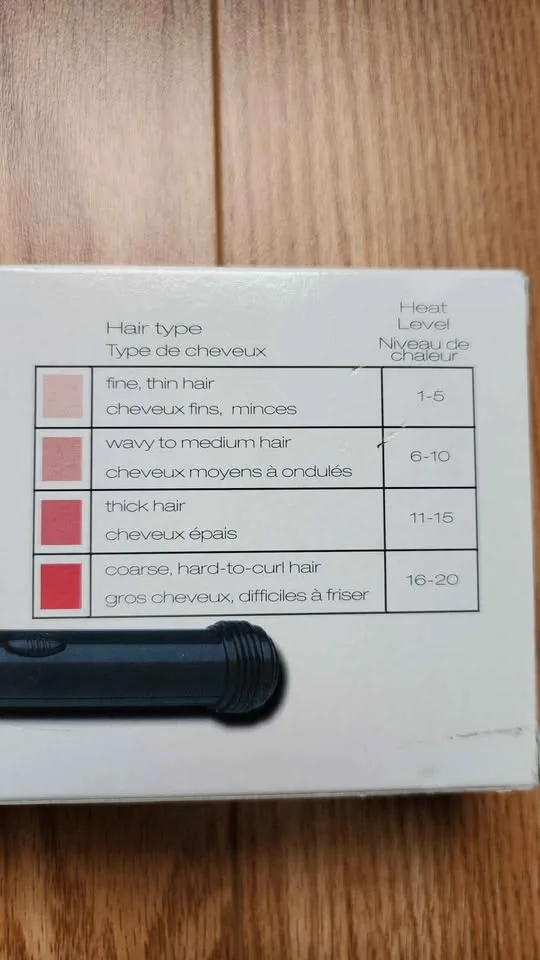 Hair type
Type de cheveux
Heat
Level
Niveau de
chaleur
fine, thin hair
cheveux fins, minces
1-5
wavy to medium hair
cheveux moyens à ondulés
6-10
thick hair
cheveux épais
11-15
coarse, hard-to-curl hair
gros cheveux, difficiles à friser
16-20